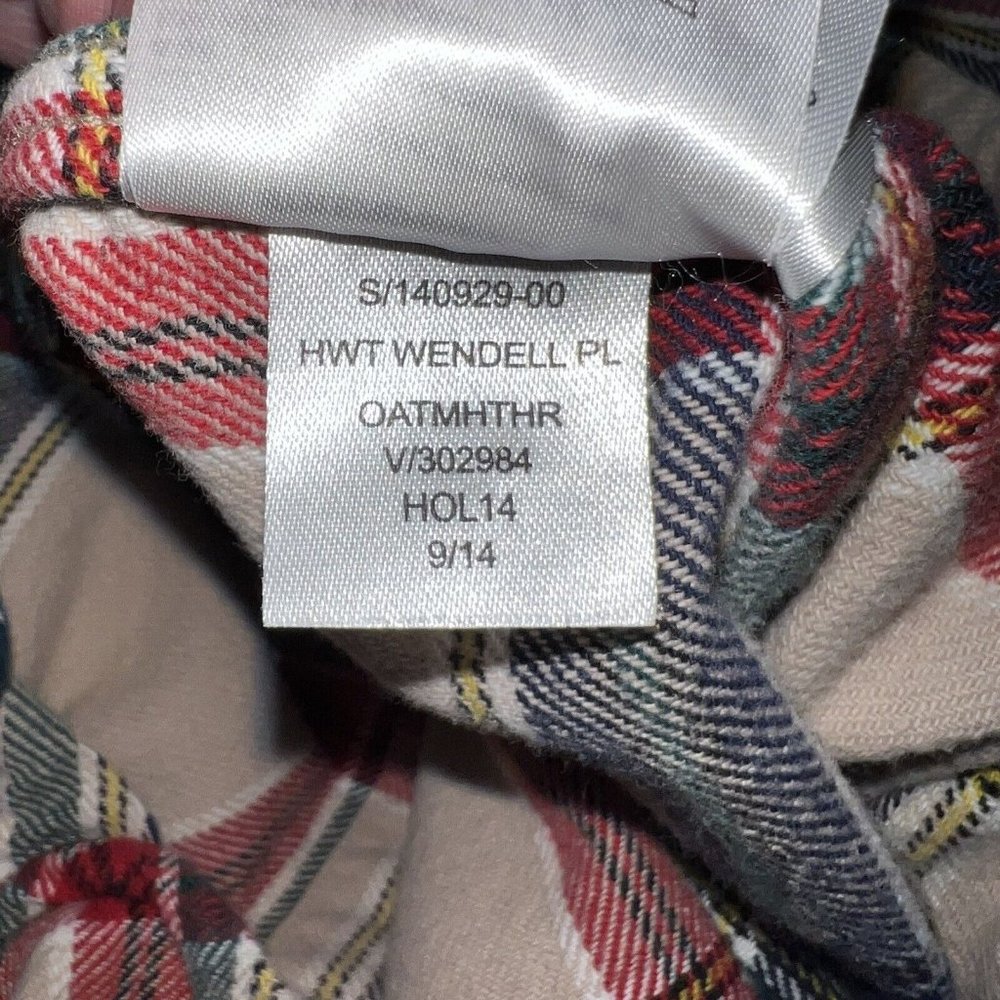 S/140929-00
HWT WENDELL PL
OATMHTHR
V/302984
HOL14
9/14